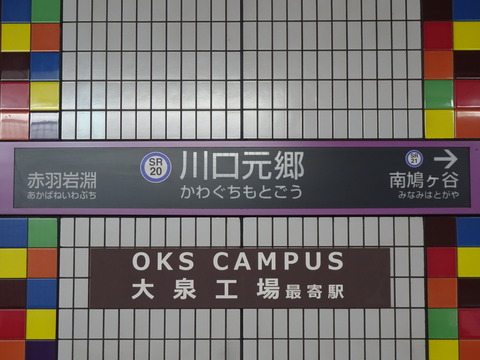 赤羽岩淵
あかばねいわぶち
SR
20
川口元郷
かわぐちもとごう
SR
21
→
南鳩ヶ谷
みなみはとがや
OKS CAMPUS
大泉工場最寄駅